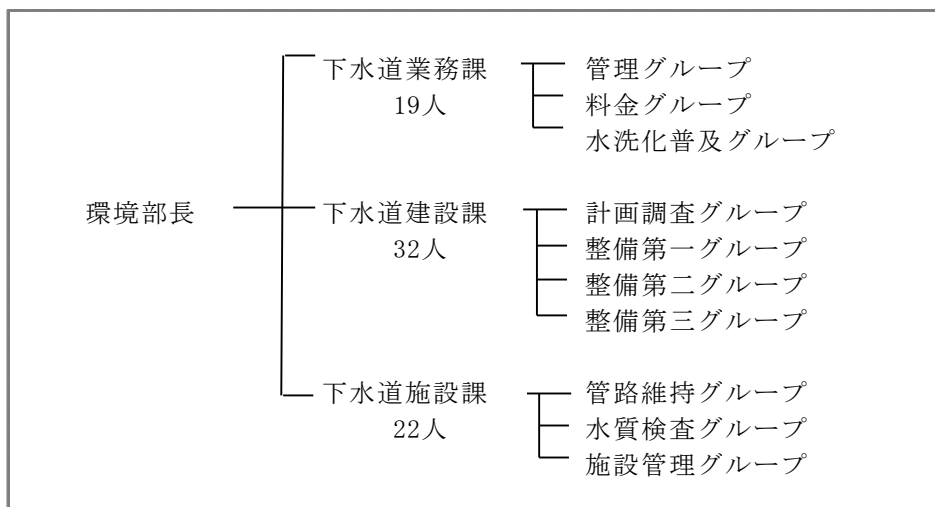 下水道業務課 管理グループ
19人 料金グループ
水洗化普及グループ
環境部長 下水道建設課 計画調査グループ
32人 整備第一グループ
整備第二グループ
整備第三グループ
下水道施設課 管路維持グループ
22人 水質検査グループ
施設管理グループ